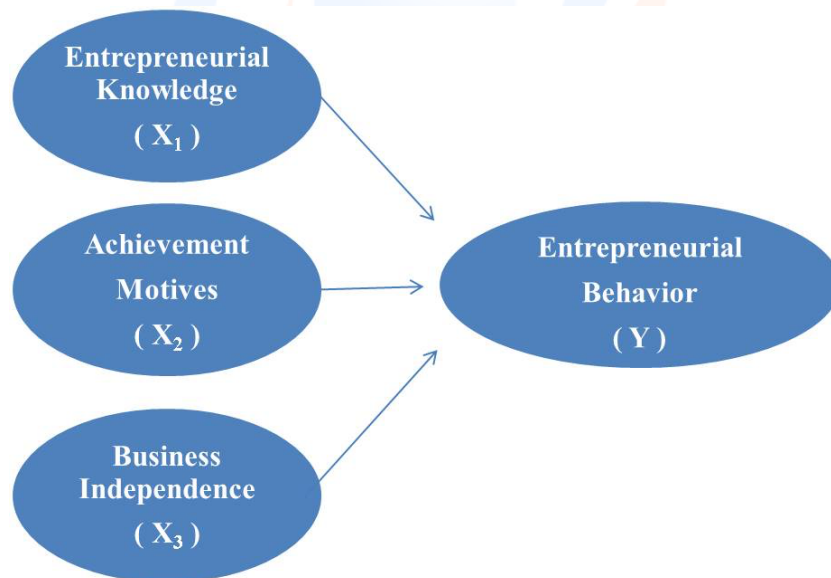 Entrepreneurial
Knowledge
( X₁ )
Achievement
Motives
( X₂ )
Business
Independence
( X₃ )
Entrepreneurial
Behavior
( Y )